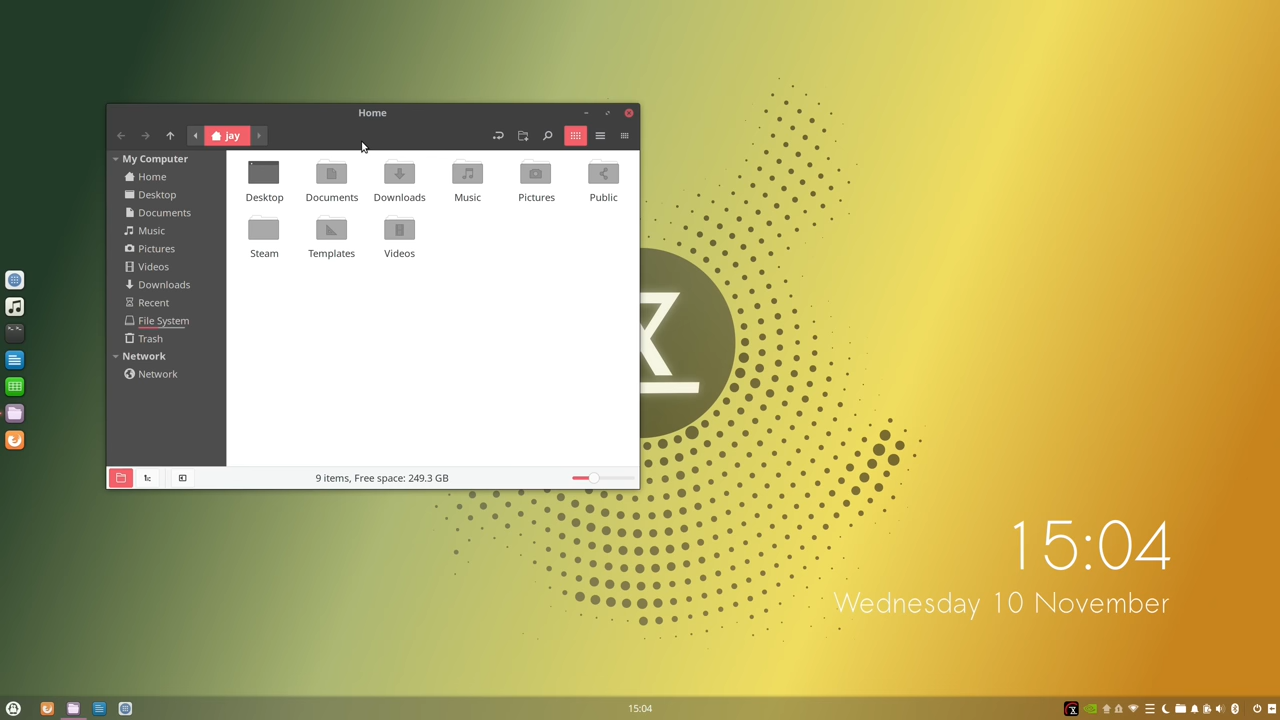 Home
jay
My Computer
Home
Desktop
Documents
Music
Pictures
Videos
Downloads
Recent
File System
Trash
Network
Network
Desktop
Documents
Downloads
Music
Pictures
Public
Steam
Templates
Videos
9 items, Free space: 249.3 GB
15:04
Wednesday 10 November
15:04